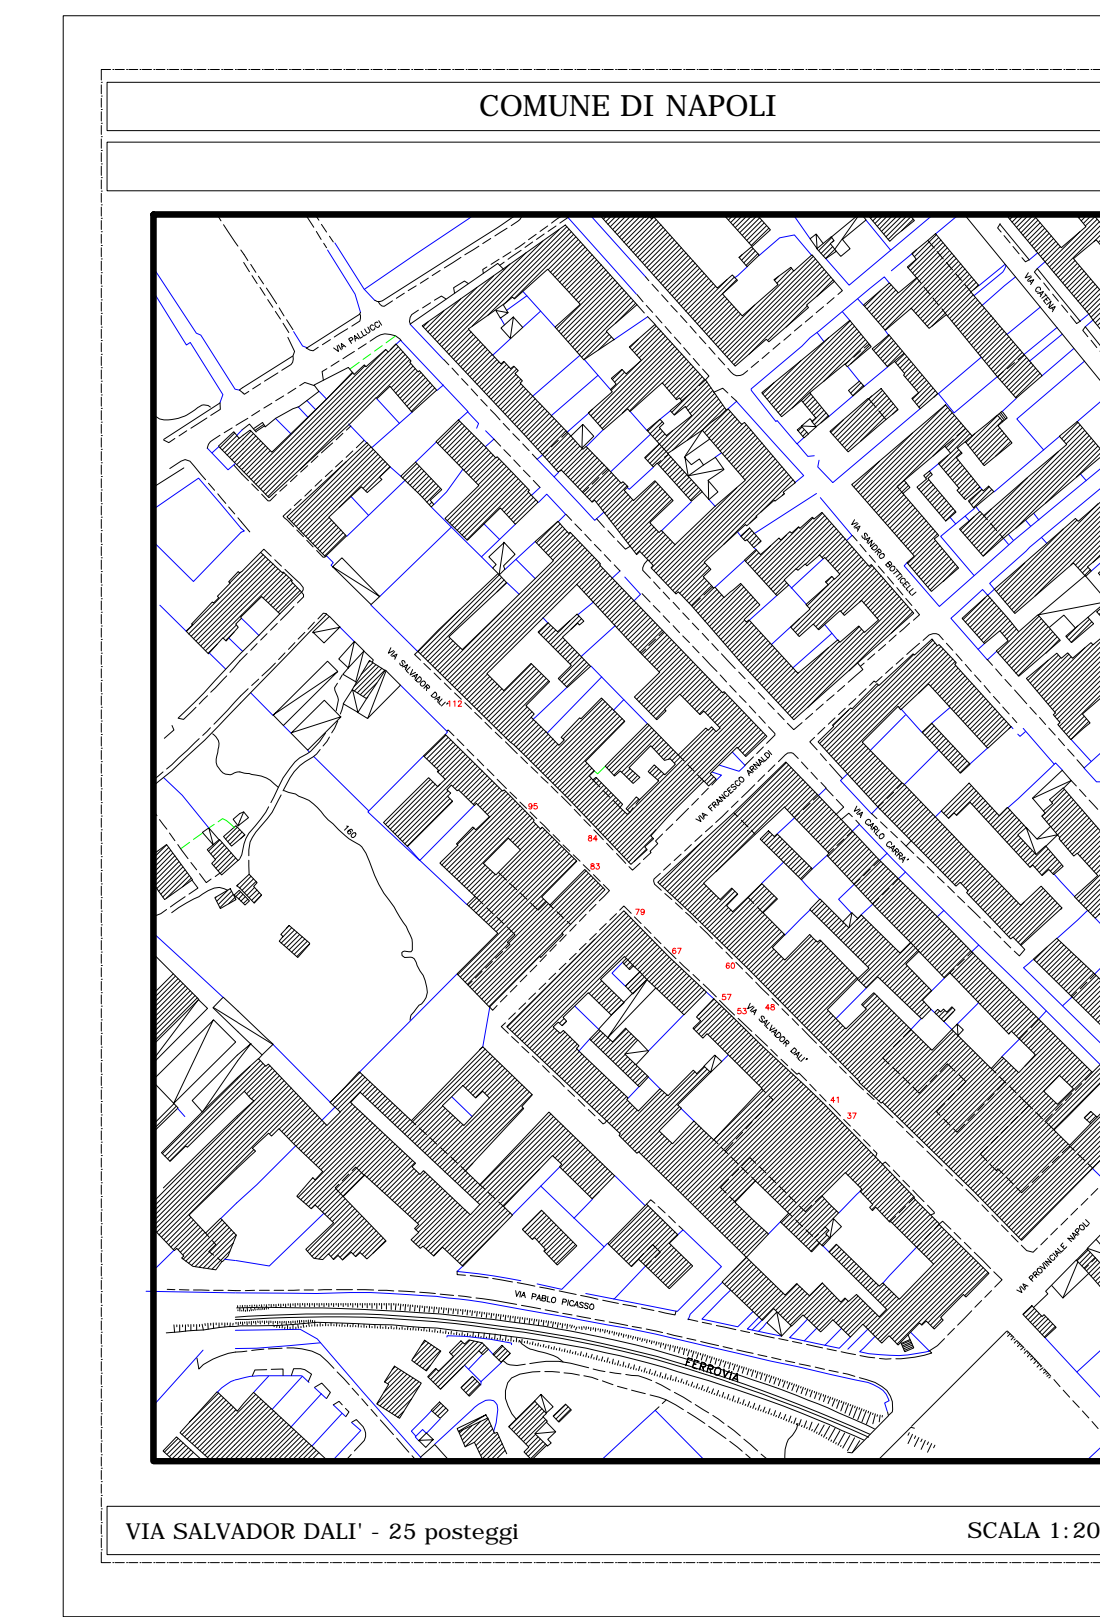 COMUNE DI NAPOLI
VIA CATENA
VIA PALLUCCI
VIA SANDRO BOTTICELLI
VIA SALVADOR DALI'
112
VIA FRANCESCO ARNALDI
95
160
84
VIA CARLO CARRA'
83
79
67
60
57
48
53
VIA SALVADOR DALI'
41
37
VIA PROVINCIALE NAPOLI
VIA PABLO PICASSO
FERROVIA
VIA SALVADOR DALI' - 25 posteggi
SCALA 1:20